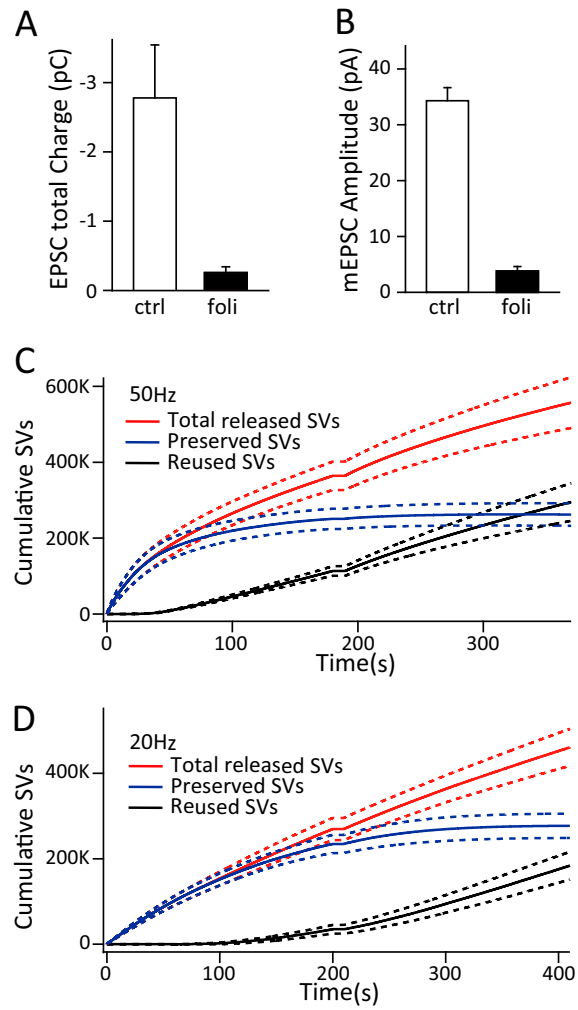 A
EPSC total Charge (pC)
-3
-2
-1
0
ctrl
foli
B
mEPSC Amplitude (pA)
40
30
20
10
0
ctrl
foli
C
Cumulative SVs
600K
400K
200K
0
50Hz
Total released SVs
Preserved SVs
Reused SVs
0
100
200
300
Time(s)
D
Cumulative SVs
400K
200K
0
20Hz
Total released SVs
Preserved SVs
Reused SVs
0
100
200
300
400
Time(s)